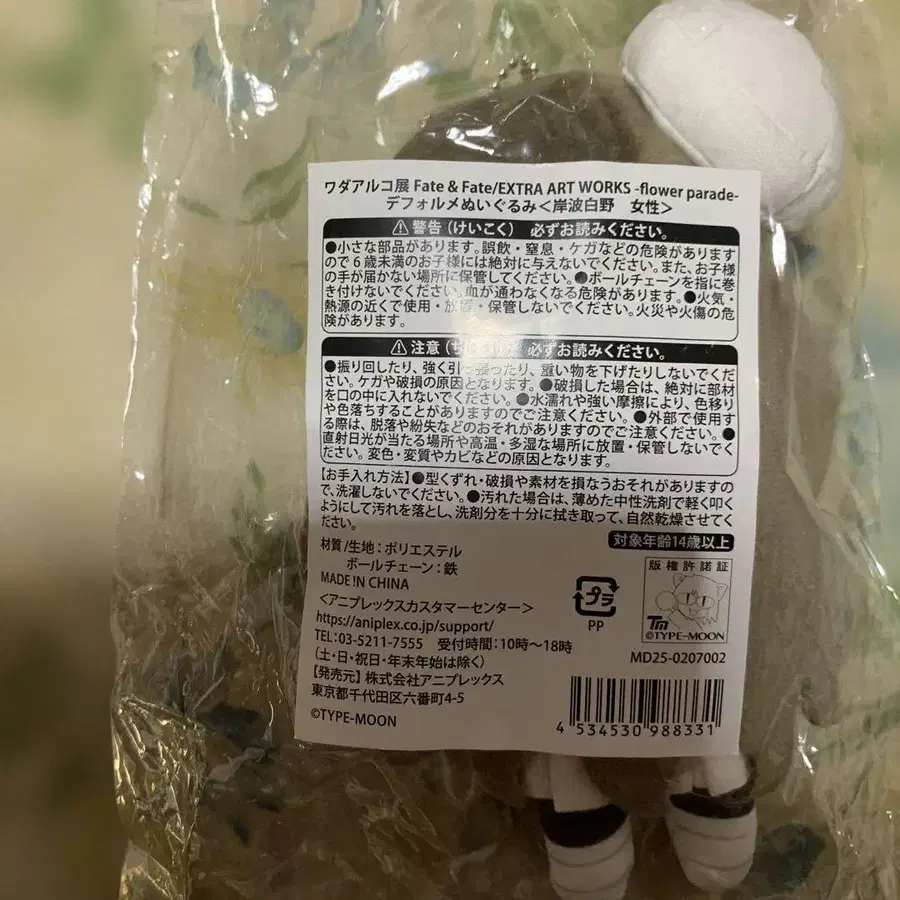 ワダアルコ展 Fate & Fate/EXTRA ART WORKS -flower parade-
デフォルメぬいぐるみ＜岸波白野　女性＞
⚠警告（けいこく）　必ずお読みください。
●小さな部品があります。誤飲・窒息・ケガなどの危険があります
ので6歳未満のお子様には絶対に与えないでください。また、お子様
の手が届かない場所に保管してください。●ボールチェーンを指に巻
き付けないでください。血が通わなくなる危険があります。●火気・
熱源の近くで使用・放置・保管しないでください。火災や火傷の危
険があります。
⚠注意（ちゅうい）　必ずお読みください。
●振り回したり、強く引っ張ったり、重い物を下げたりしないでくだ
さい。ケガや破損の原因となります。●破損した場合は、絶対に部材
を口の中に入れないでください。●水濡れや強い摩擦により、色移り
や色落ちすることがありますのでご注意ください。●外部で使用す
る際は、脱落や紛失などのおそれがありますのでご注意ください。●
直射日光が当たる場所や高温・多湿な場所に放置・保管しないでくだ
さい。変色・変質やカビなどの原因となります。
【お手入れ方法】●型くずれ・破損や素材を損なうおそれがありますの
で、洗濯しないでください。●汚れた場合は、薄めた中性洗剤で軽く叩く
ようにして汚れを落とし、洗剤分を十分に拭き取って、自然乾燥させてく
ださい。
対象年齢14歳以上
材質/生地：ポリエステル
ボールチェーン：鉄
MADE IN CHINA
＜アニプレックスカスタマーセンター＞
https://aniplex.co.jp/support/
TEL：03-5211-7555　受付時間：10時～18時
（土・日・祝日・年末年始は除く）
【発売元】株式会社アニプレックス
東京都千代田区六番町4-5
©TYPE-MOON
プラ
PP
版権許諾証
TM
©TYPE-MOON
MD25-0207002
4 534530 988331